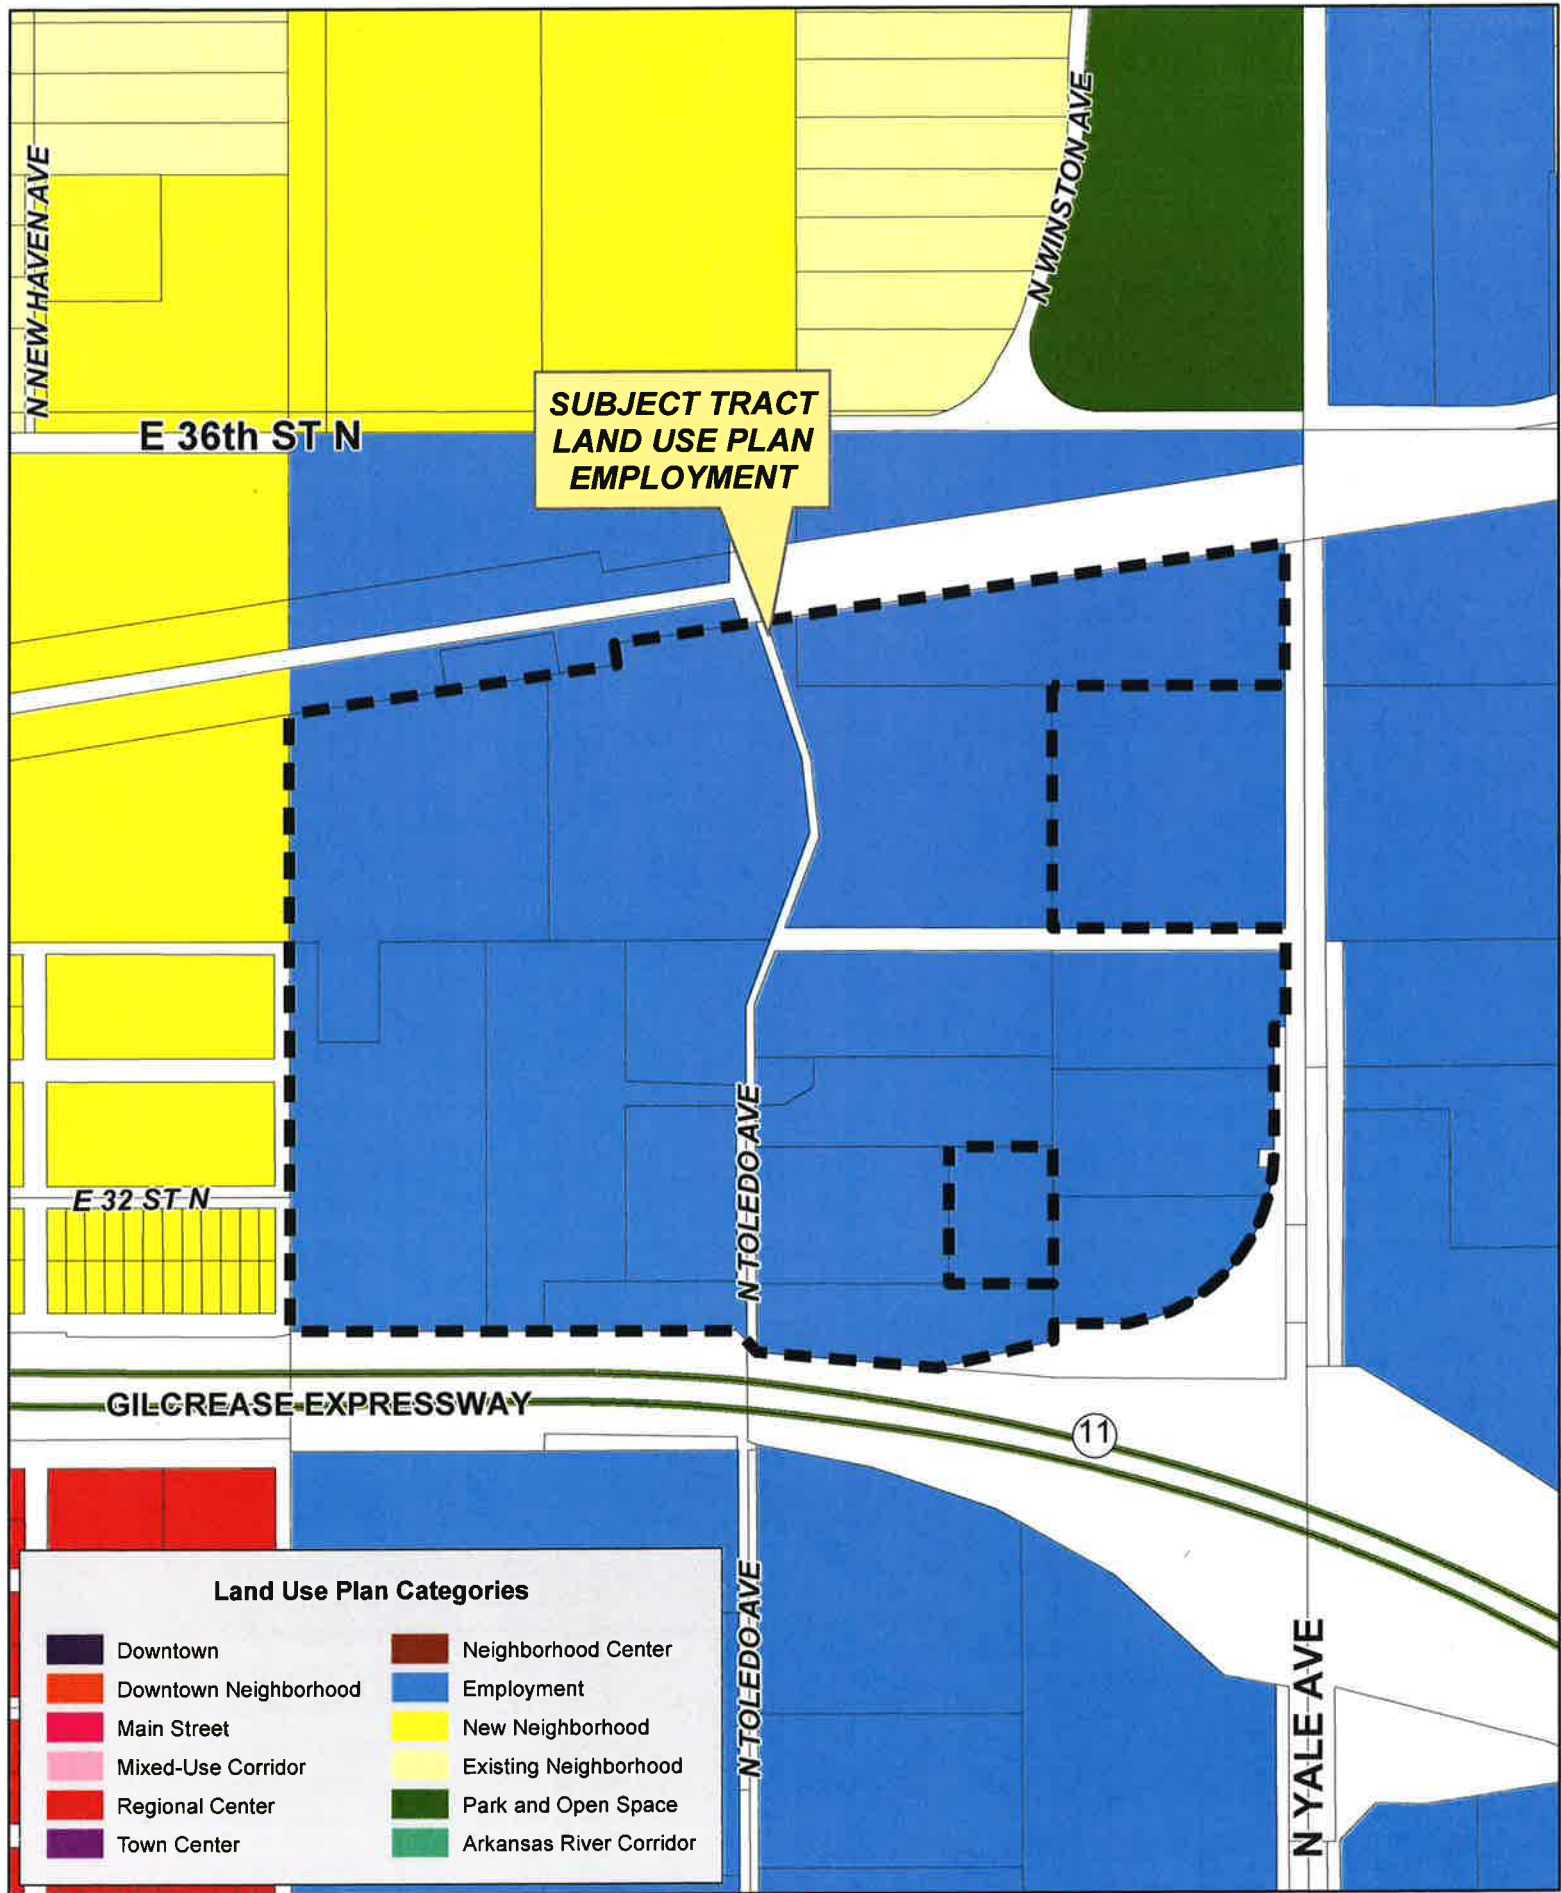 N WINSTON AVE
N NEW HAVEN AVE
SUBJECT TRACT
LAND USE PLAN
EMPLOYMENT
E 36th ST N
N TOLEDO AVE
E 32 ST N
GILCREASE EXPRESSWAY
11
N TOLEDO AVE
N YALE AVE
Land Use Plan Categories
Downtown
Downtown Neighborhood
Main Street
Mixed-Use Corridor
Regional Center
Town Center
Neighborhood Center
Employment
New Neighborhood
Existing Neighborhood
Park and Open Space
Arkansas River Corridor